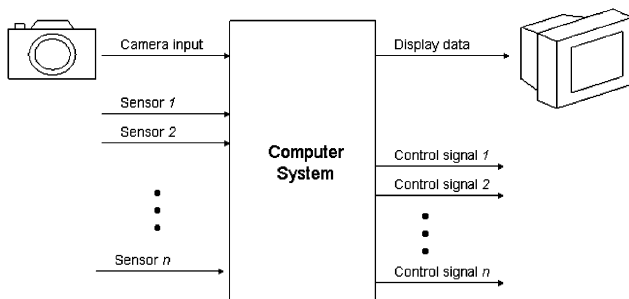 Camera input
Sensor 1
Sensor 2
Sensor n
Computer
System
Display data
Control signal 1
Control signal 2
Control signal n